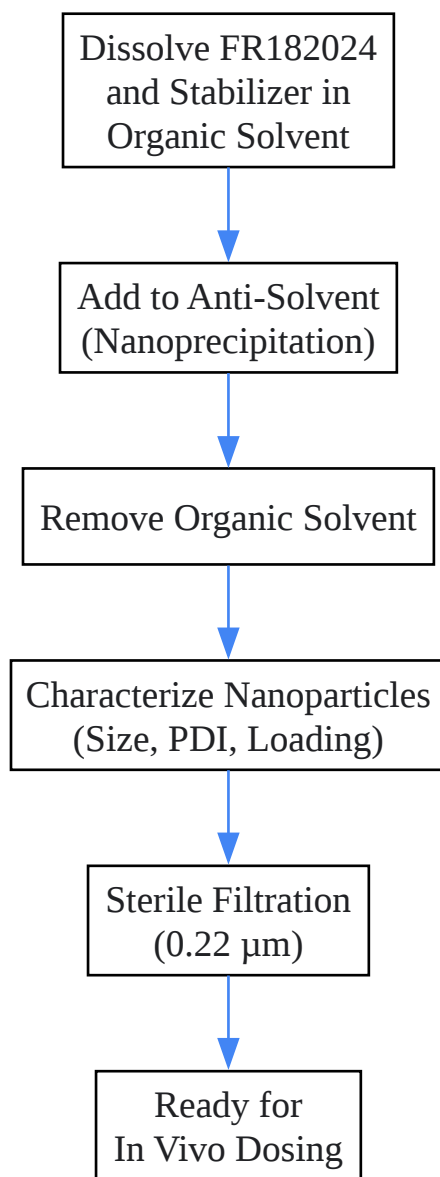 Dissolve FR182024
and Stabilizer in
Organic Solvent
Add to Anti-Solvent
(Nanoprecipitation)
Remove Organic Solvent
Characterize Nanoparticles
(Size, PDI, Loading)
Sterile Filtration
(0.22 µm)
Ready for
In Vivo Dosing